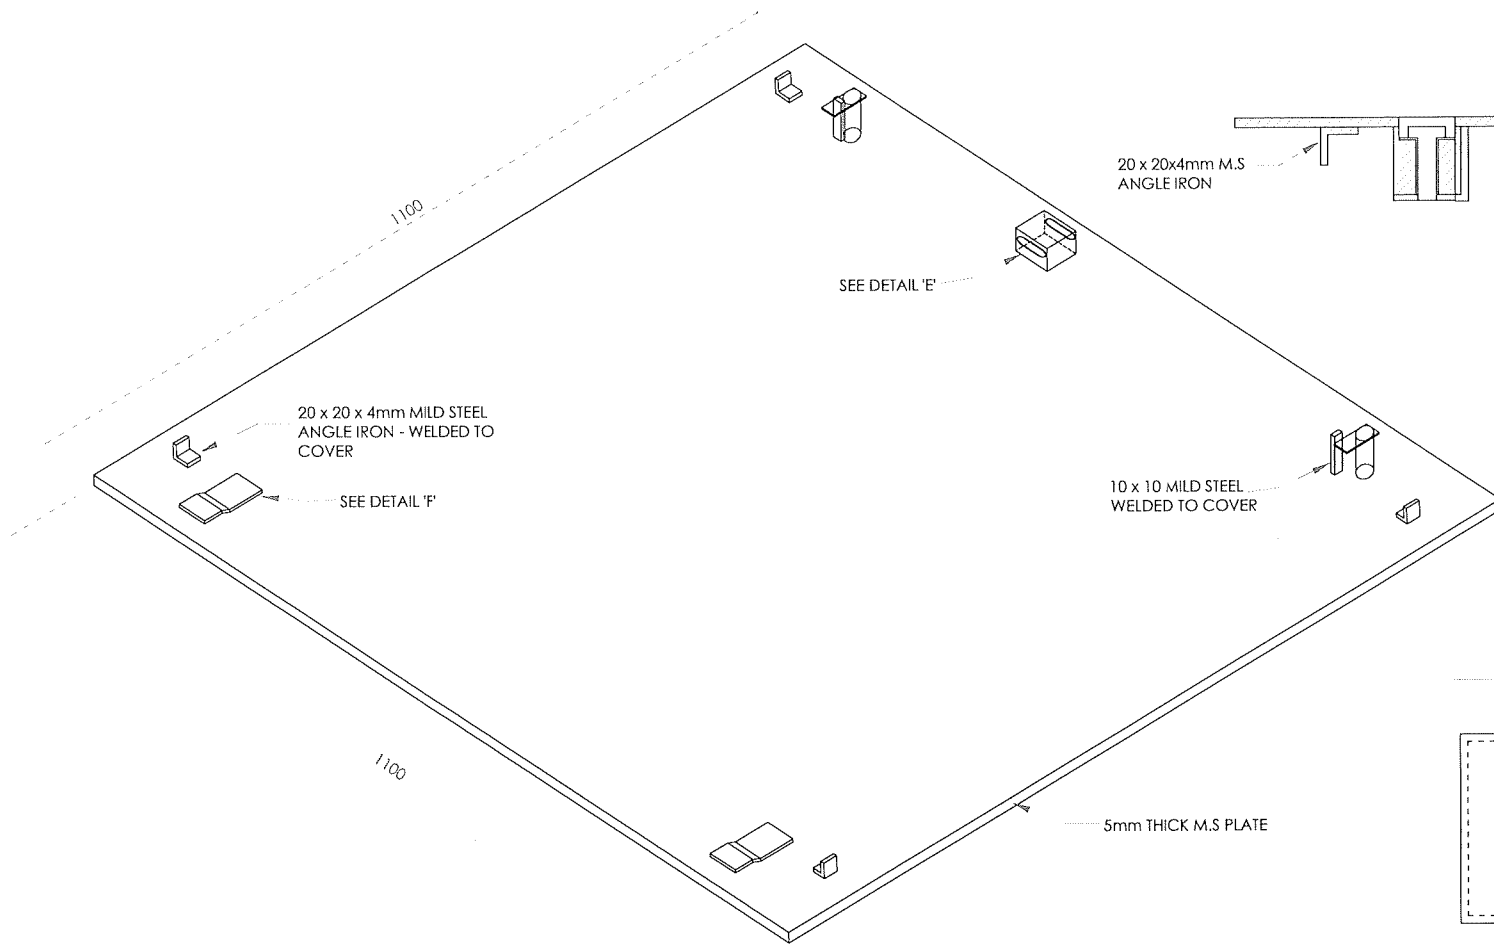 1100
20 x 20x4mm M.S
ANGLE IRON
SEE DETAIL 'E'
20 x 20 x 4mm MILD STEEL
ANGLE IRON - WELDED TO
COVER
SEE DETAIL 'F'
10 x 10 MILD STEEL
WELDED TO COVER
1100
5mm THICK M.S PLATE